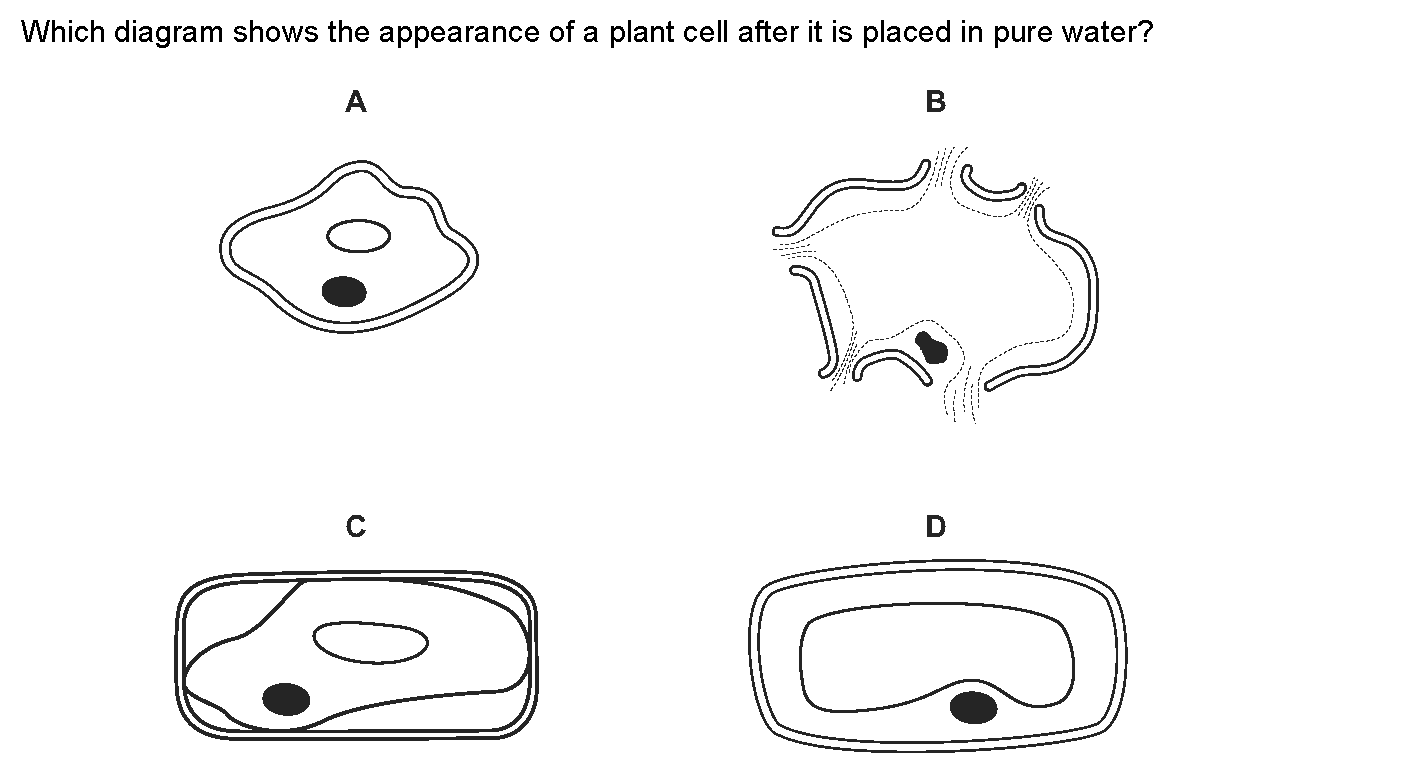 Which diagram shows the appearance of a plant cell after it is placed in pure water?
A
B
C
D